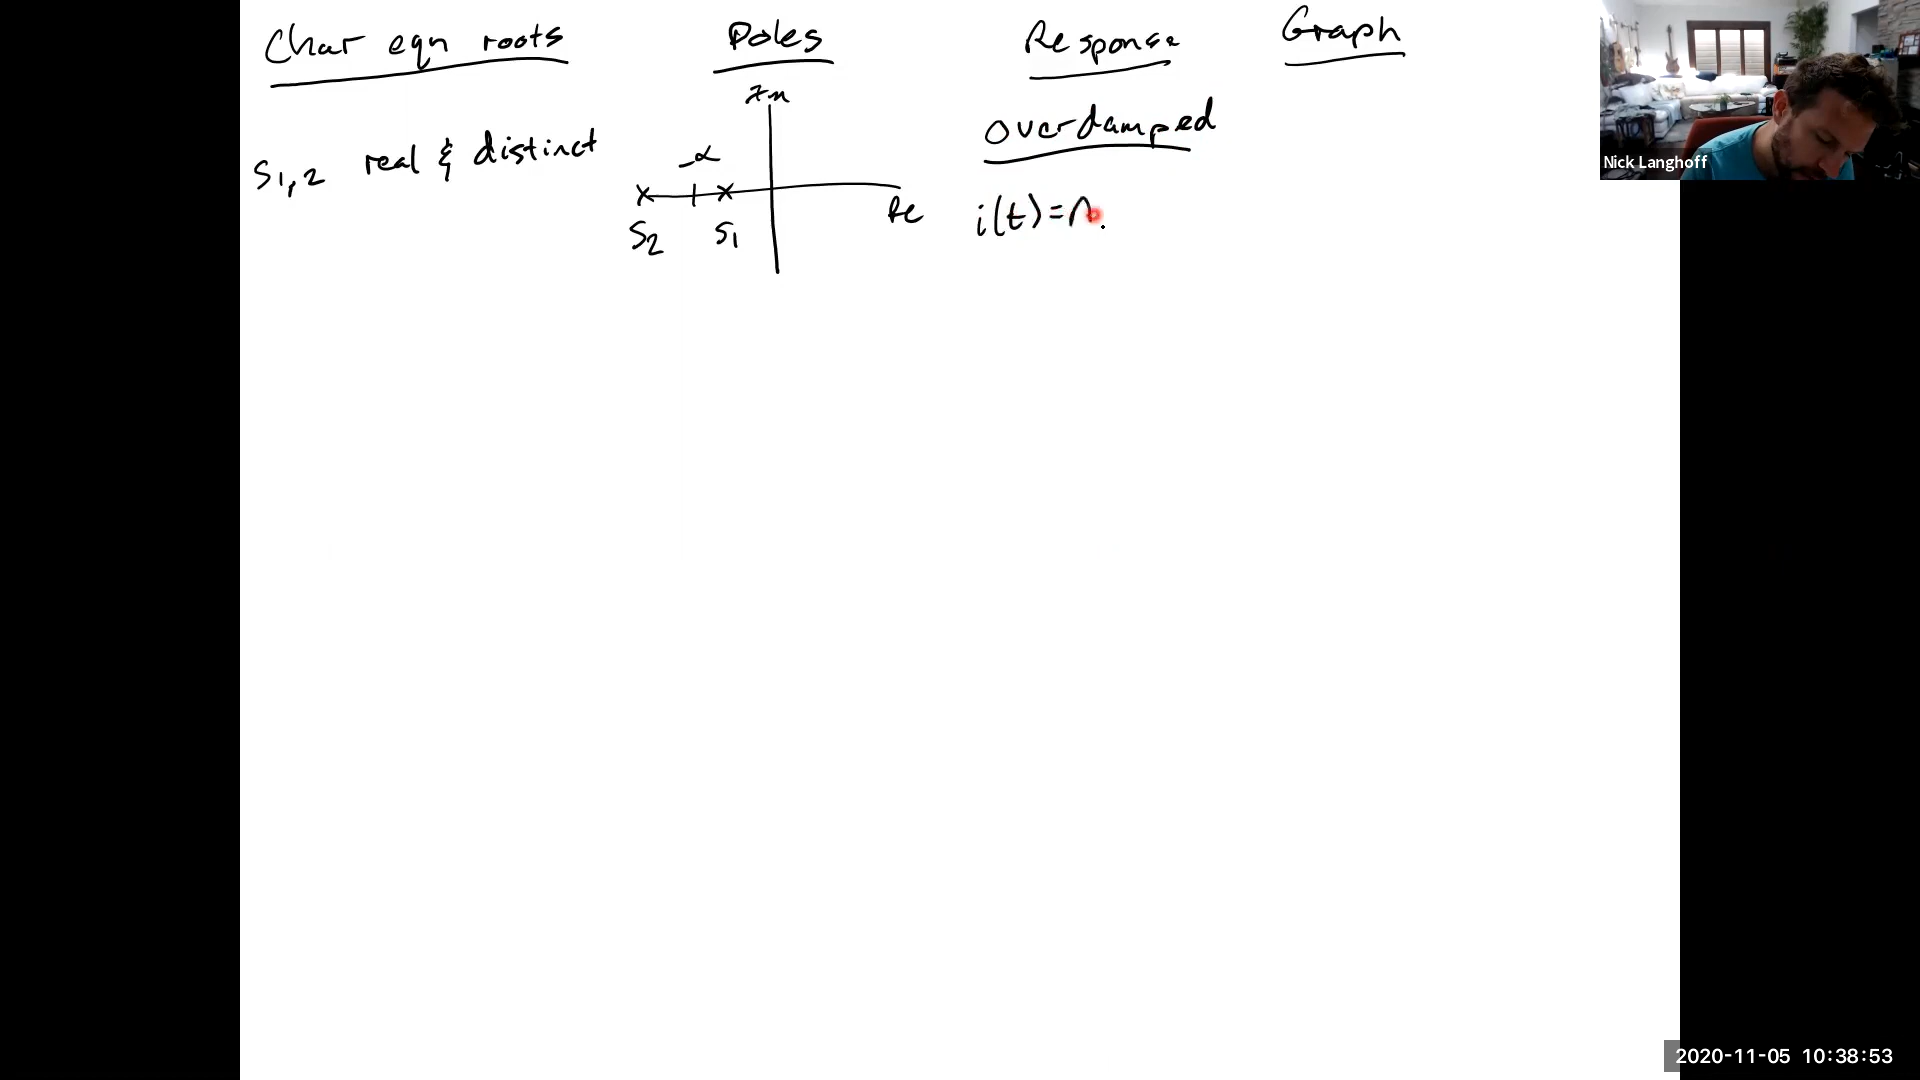 Char eqn roots
Poles
Response
Graph
Im
Overdamped
S1,2 real & distinct
-α
Re
S2
S1
i(t)=
Nick Langhoff
2020-11-05 10:38:53